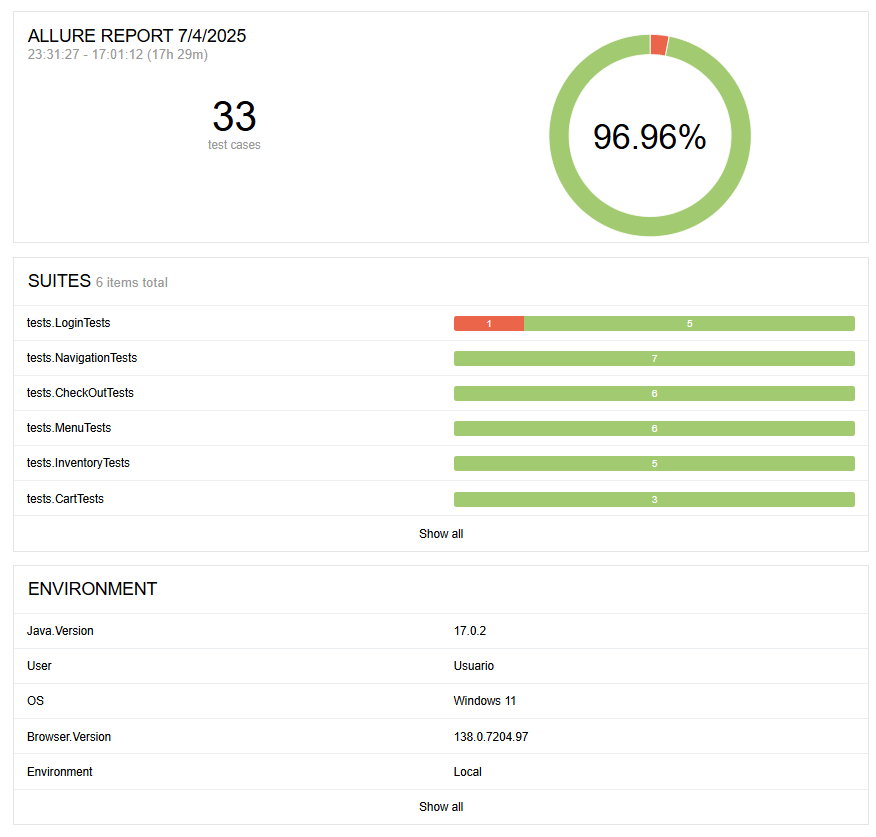 ALLURE REPORT 7/4/2025
23:31:27 - 17:01:12 (17h 29m)
33
test cases
96.96%
SUITES 6 items total
tests.LoginTests 1 5
tests.NavigationTests 7
tests.CheckOutTests 6
tests.MenuTests 6
tests.InventoryTests 5
tests.CartTests 3
Show all
ENVIRONMENT
Java.Version 17.0.2
User Usuario
OS Windows 11
Browser.Version 138.0.7204.97
Environment Local
Show all